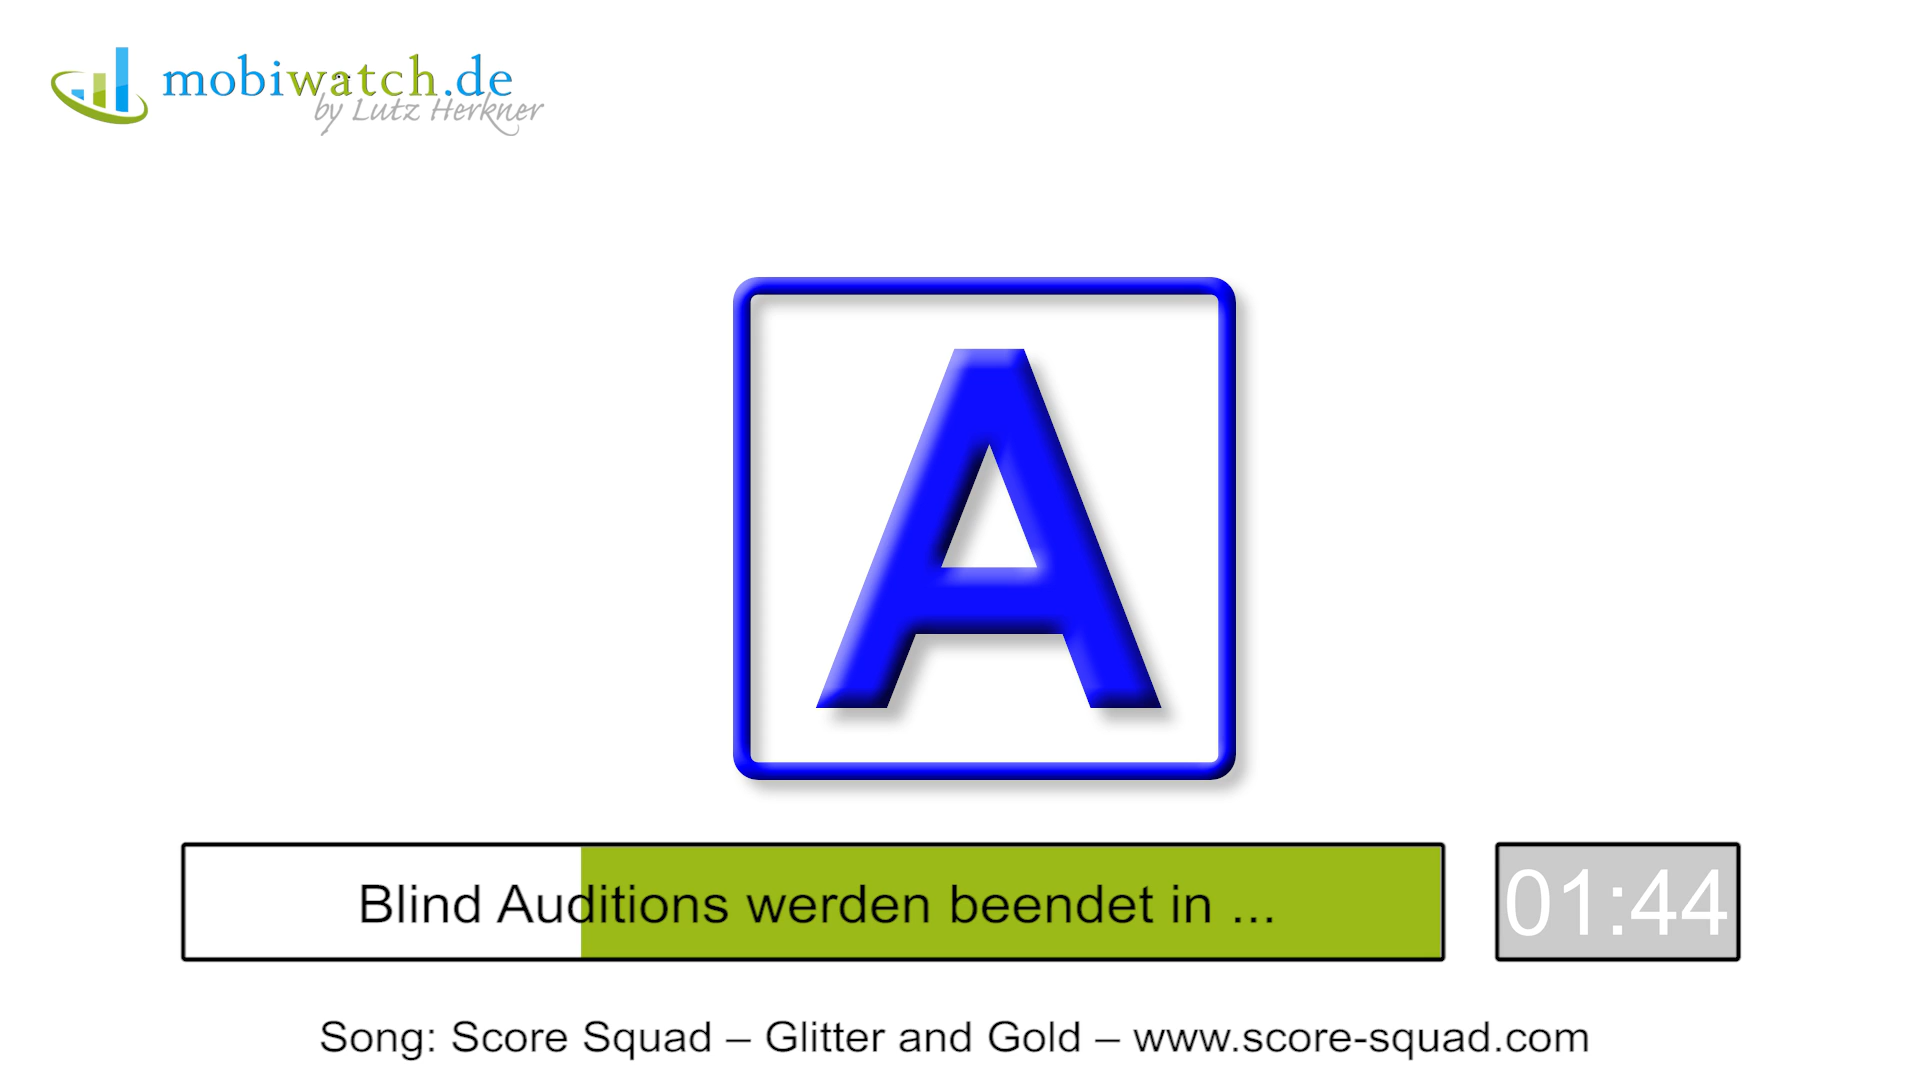 mobiwatch.de
by Lutz Herkner
A
Blind Auditions werden beendet in ...
01:44
Song: Score Squad – Glitter and Gold – www.score-squad.com